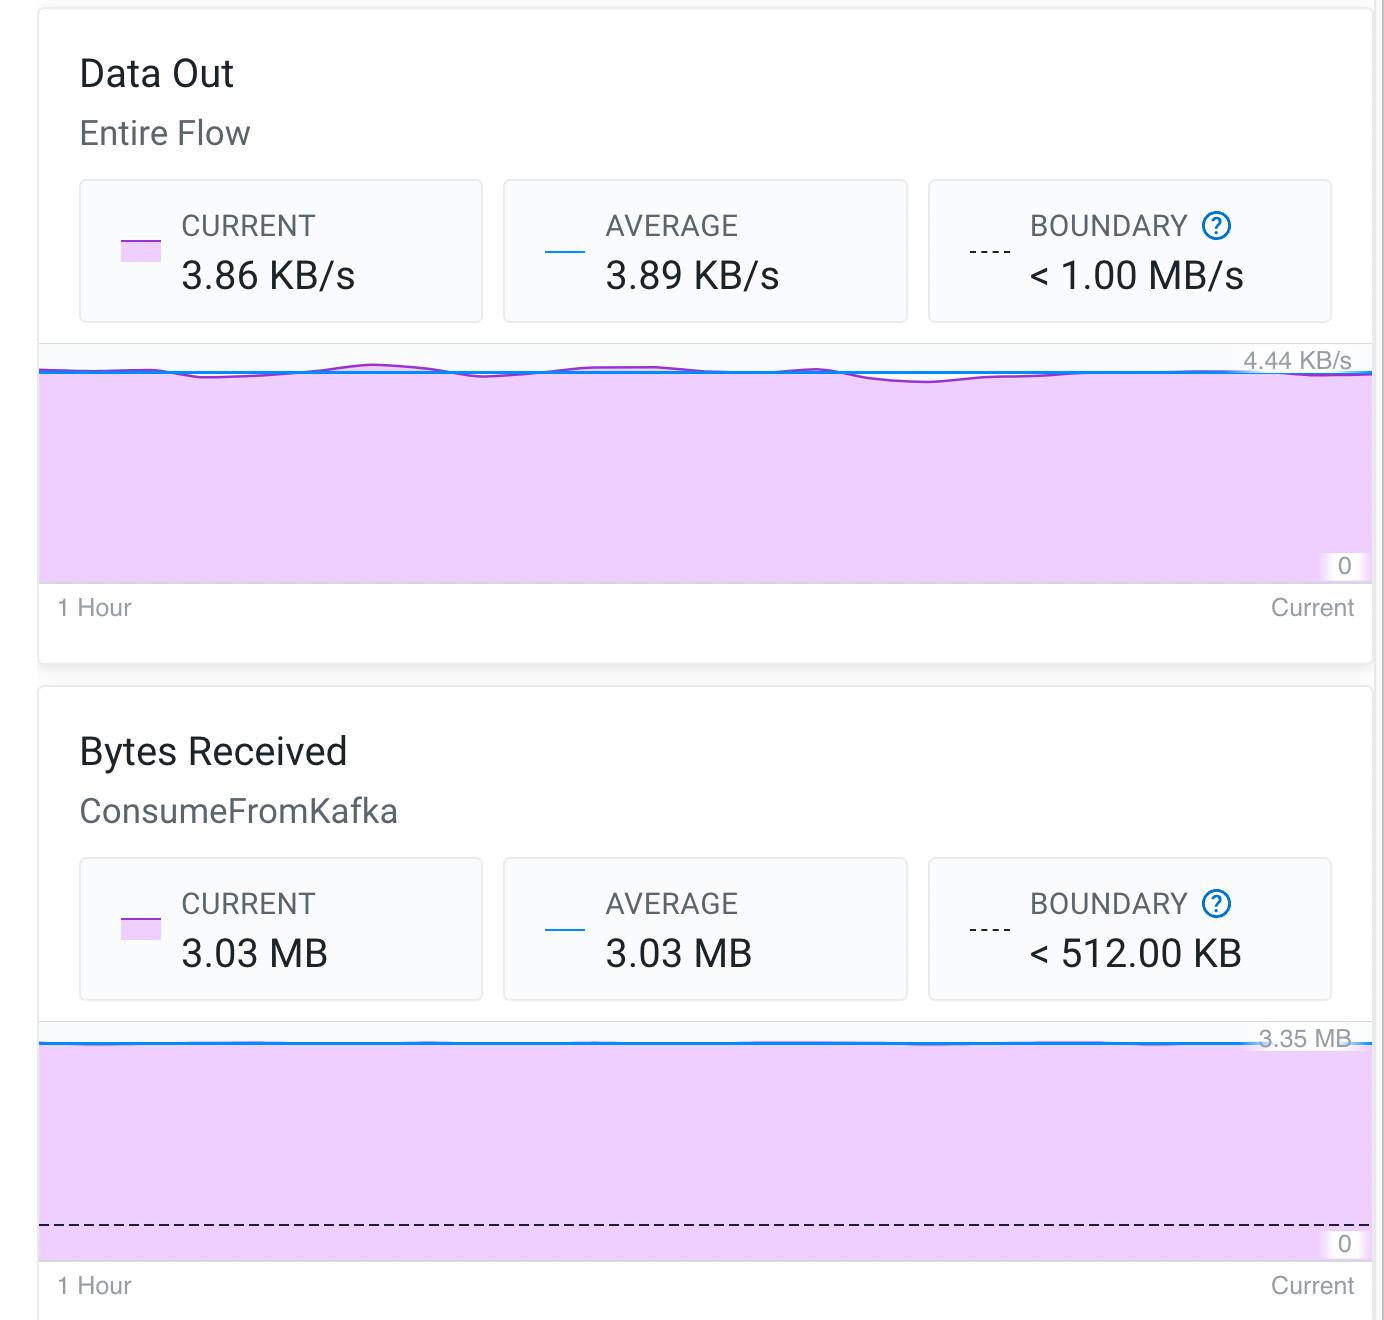 Data Out
Entire Flow
CURRENT
3.86 KB/s
AVERAGE
3.89 KB/s
BOUNDARY ?
< 1.00 MB/s
4.44 KB/s
0
1 Hour
Current
Bytes Received
ConsumeFromKafka
CURRENT
3.03 MB
AVERAGE
3.03 MB
BOUNDARY ?
< 512.00 KB
3.35 MB
0
1 Hour
Current